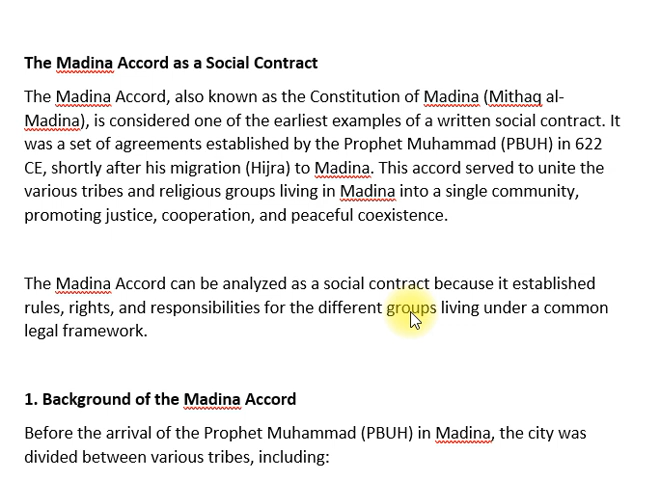 The Madina Accord as a Social Contract
The Madina Accord, also known as the Constitution of Madina (Mithaq al-
Madina), is considered one of the earliest examples of a written social contract. It
was a set of agreements established by the Prophet Muhammad (PBUH) in 622
CE, shortly after his migration (Hijra) to Madina. This accord served to unite the
various tribes and religious groups living in Madina into a single community,
promoting justice, cooperation, and peaceful coexistence.
The Madina Accord can be analyzed as a social contract because it established
rules, rights, and responsibilities for the different groups living under a common
legal framework.
1. Background of the Madina Accord
Before the arrival of the Prophet Muhammad (PBUH) in Madina, the city was
divided between various tribes, including: